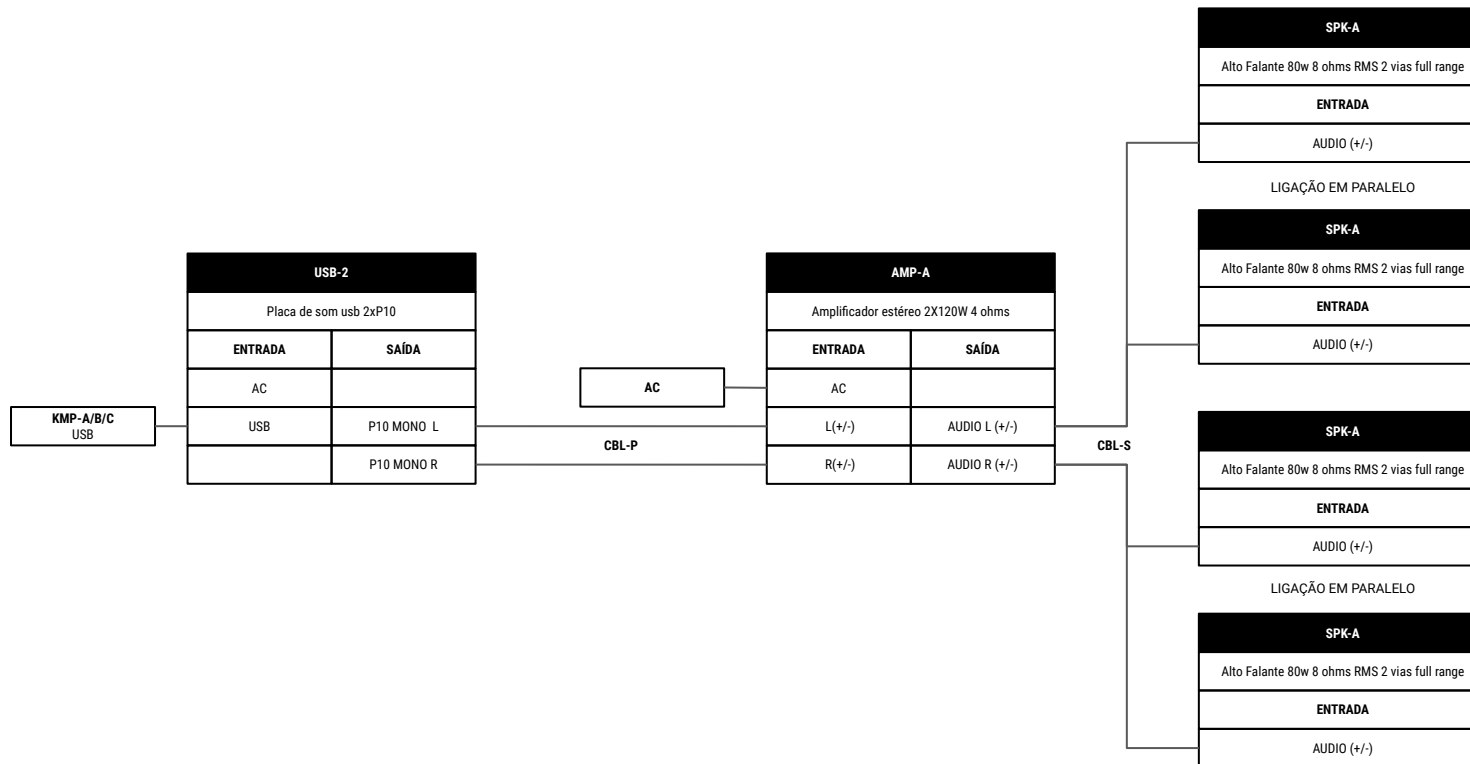 SPK-A
Alto Falante 80w 8 ohms RMS 2 vias full range
ENTRADA
AUDIO (+/-)
LIGAÇÃO EM PARALELO
SPK-A
Alto Falante 80w 8 ohms RMS 2 vias full range
ENTRADA
AUDIO (+/-)
USB-2
Placa de som usb 2xP10
ENTRADA SAÍDA
AC
USB P10 MONO L
P10 MONO R
KMP-A/B/C
USB
CBL-P
AC
AMP-A
Amplificador estéreo 2X120W 4 ohms
ENTRADA SAÍDA
AC
L(+/-) AUDIO L (+/-)
R(+/-) AUDIO R (+/-)
CBL-S
SPK-A
Alto Falante 80w 8 ohms RMS 2 vias full range
ENTRADA
AUDIO (+/-)
LIGAÇÃO EM PARALELO
SPK-A
Alto Falante 80w 8 ohms RMS 2 vias full range
ENTRADA
AUDIO (+/-)